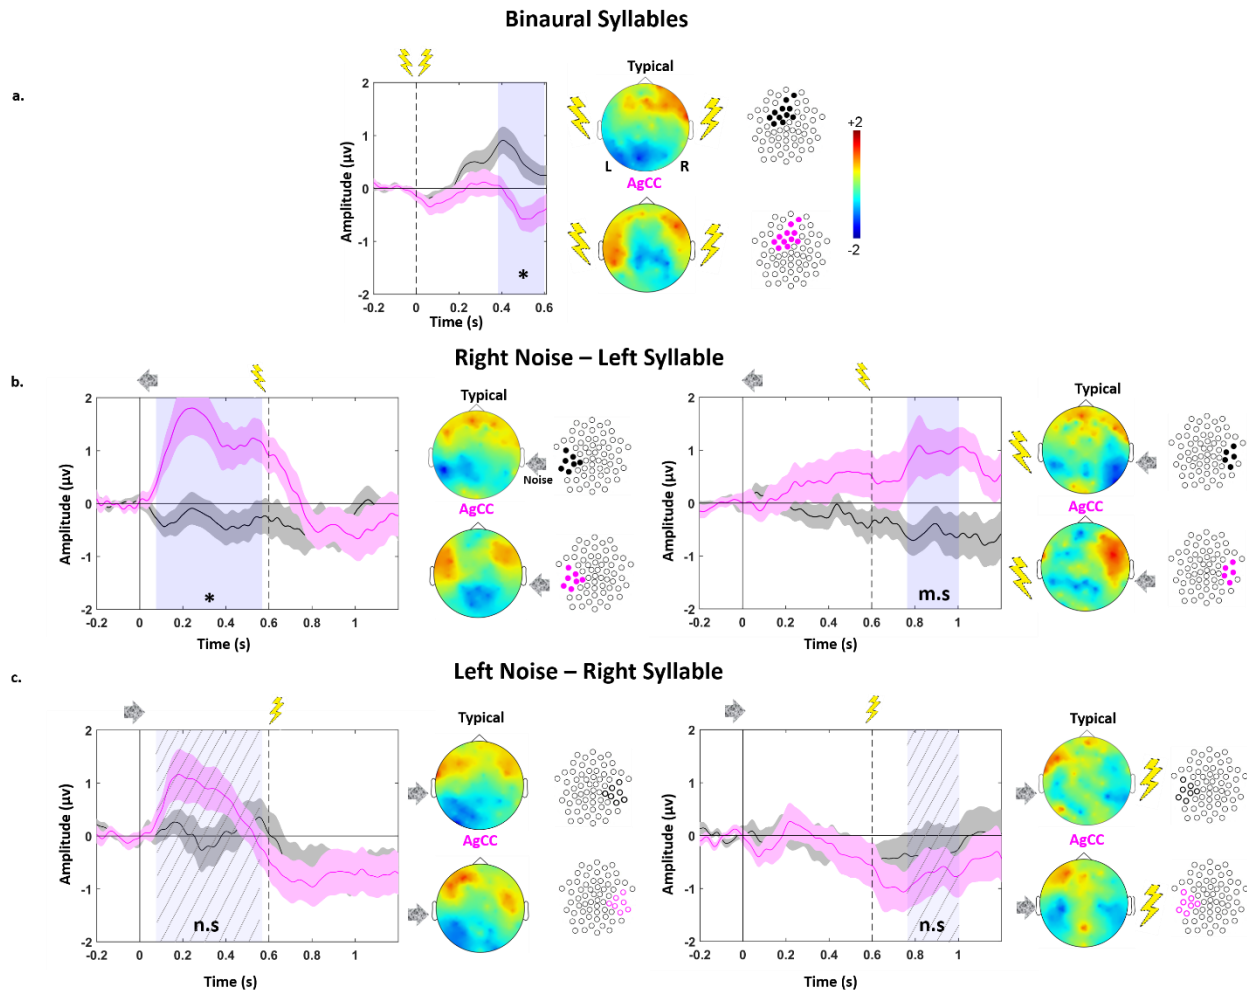 Binaural Syllables
a.
Typical
Amplitude (μv)
2
1
0
-1
-2
*
-0.2 0 0.2 0.4 0.6
Time (s)
L R
AgCC
+2
-2
Right Noise – Left Syllable
b.
Typical
Amplitude (μv)
2
1
0
-1
-2
*
-0.2 0 0.2 0.4 0.6 0.8 1
Time (s)
Noise
AgCC
Typical
Amplitude (μv)
2
1
0
-1
-2
m.s
-0.2 0 0.2 0.4 0.6 0.8 1
Time (s)
AgCC
Left Noise – Right Syllable
c.
Typical
Amplitude (μv)
2
1
0
-1
-2
n.s
-0.2 0 0.2 0.4 0.6 0.8 1
Time (s)
AgCC
Typical
Amplitude (μv)
2
1
0
-1
-2
n.s
-0.2 0 0.2 0.4 0.6 0.8 1
Time (s)
AgCC